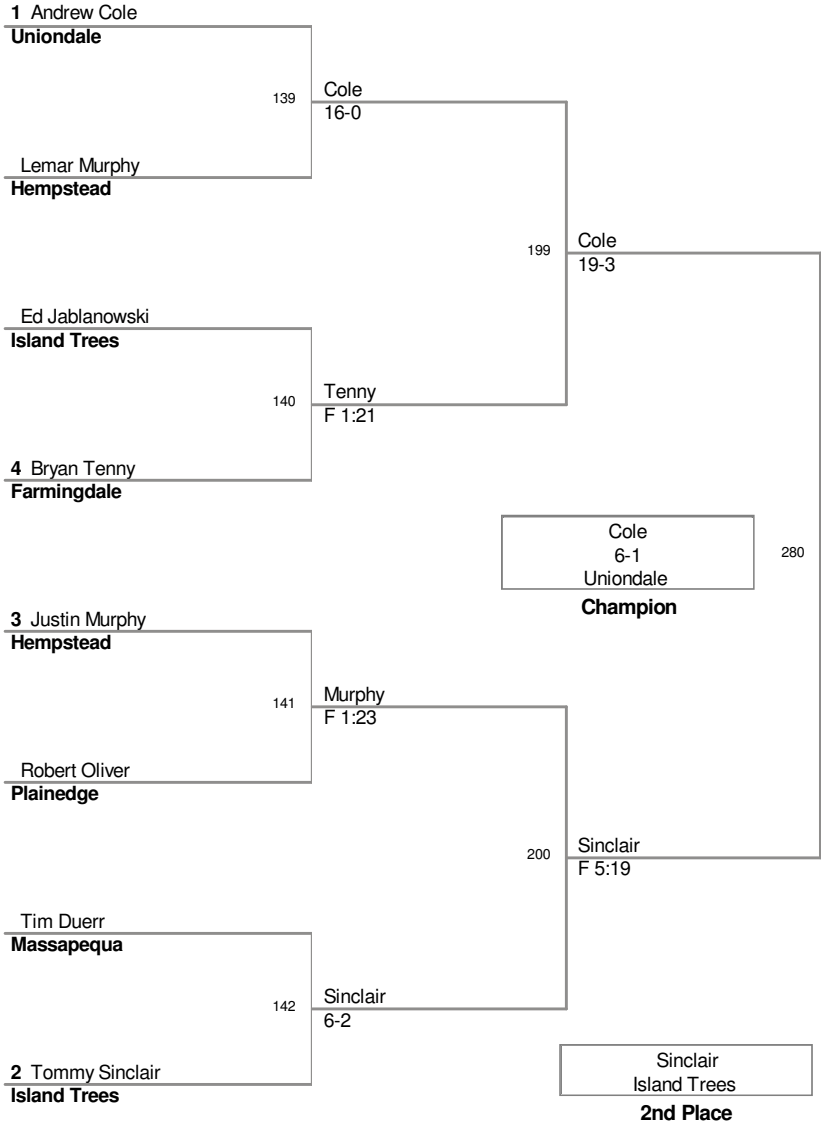 1 Andrew Cole
Uniondale
139
Cole
16-0
Lemar Murphy
Hempstead
199
Cole
19-3
Ed Jablanowski
Island Trees
140
Tenny
F 1:21
4 Bryan Tenny
Farmingdale
Cole
6-1
Uniondale
280
Champion
3 Justin Murphy
Hempstead
141
Murphy
F 1:23
Robert Oliver
Plainedge
200
Sinclair
F 5:19
Tim Duerr
Massapequa
142
Sinclair
6-2
2 Tommy Sinclair
Island Trees
Sinclair
Island Trees
2nd Place